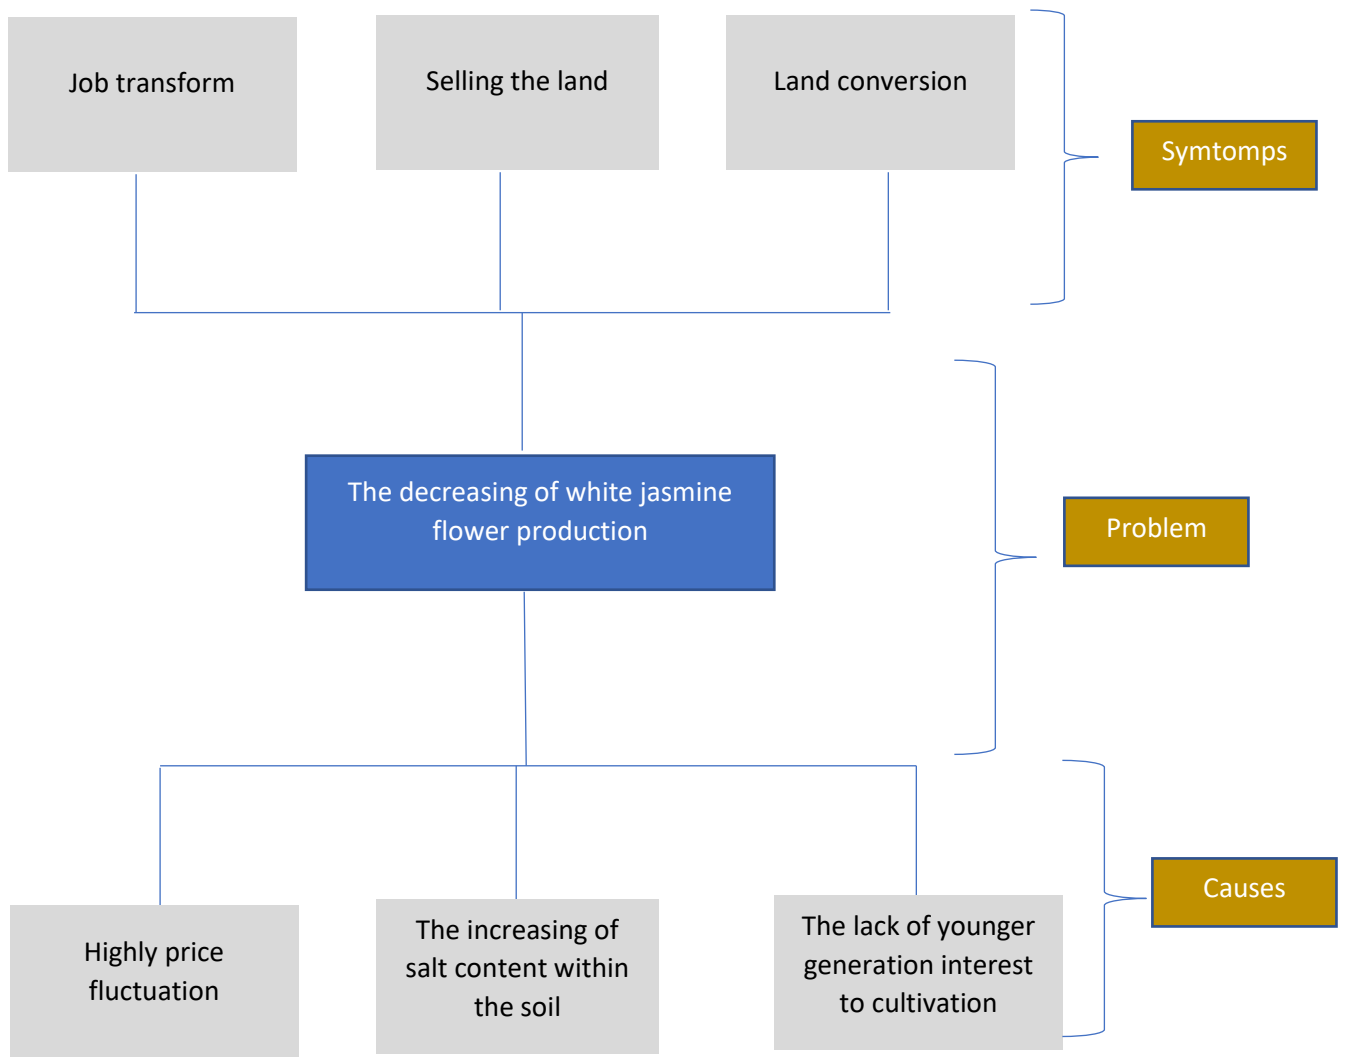 Job transform
Selling the land
Land conversion
Symtomps
The decreasing of white jasmine
flower production
Problem
Highly price
fluctuation
The increasing of
salt content within
the soil
The lack of younger
generation interest
to cultivation
Causes